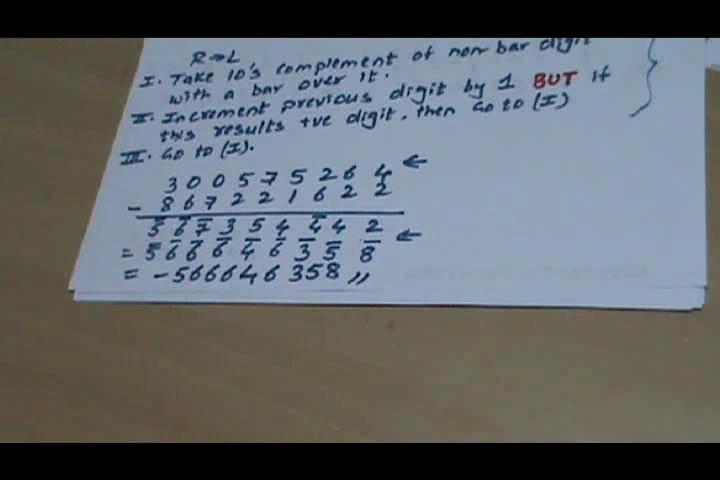 R→L
I. Take 10's complement of non bar digit
with a bar over it.
II. Increment previous digit by 1 BUT if
this results +ve digit, then Go to (I)
III. Go to (I).
3 0 0 5 7 5 2 6 4 ←
- 8 6 7 2 2 1 6 2 2
5̅ 6̅ 7̅ 3 5 4 4̅ 4 2
= 5̅ 6̅ 6̅ 6̅ 4̅ 6̅ 3̅ 5̅ 8̅ ←
= -566646358 ,,